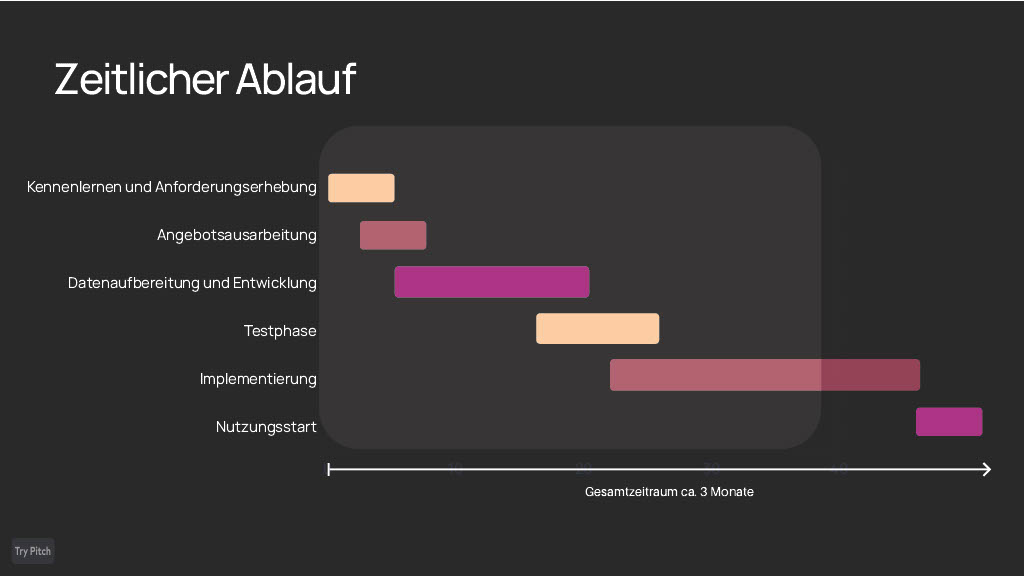 Zeitlicher Ablauf
Kennenlernen und Anforderungserhebung
Angebotsausarbeitung
Datenaufbereitung und Entwicklung
Testphase
Implementierung
Nutzungsstart
10 20 30 40
Gesamtzeitraum ca. 3 Monate
Try Pitch